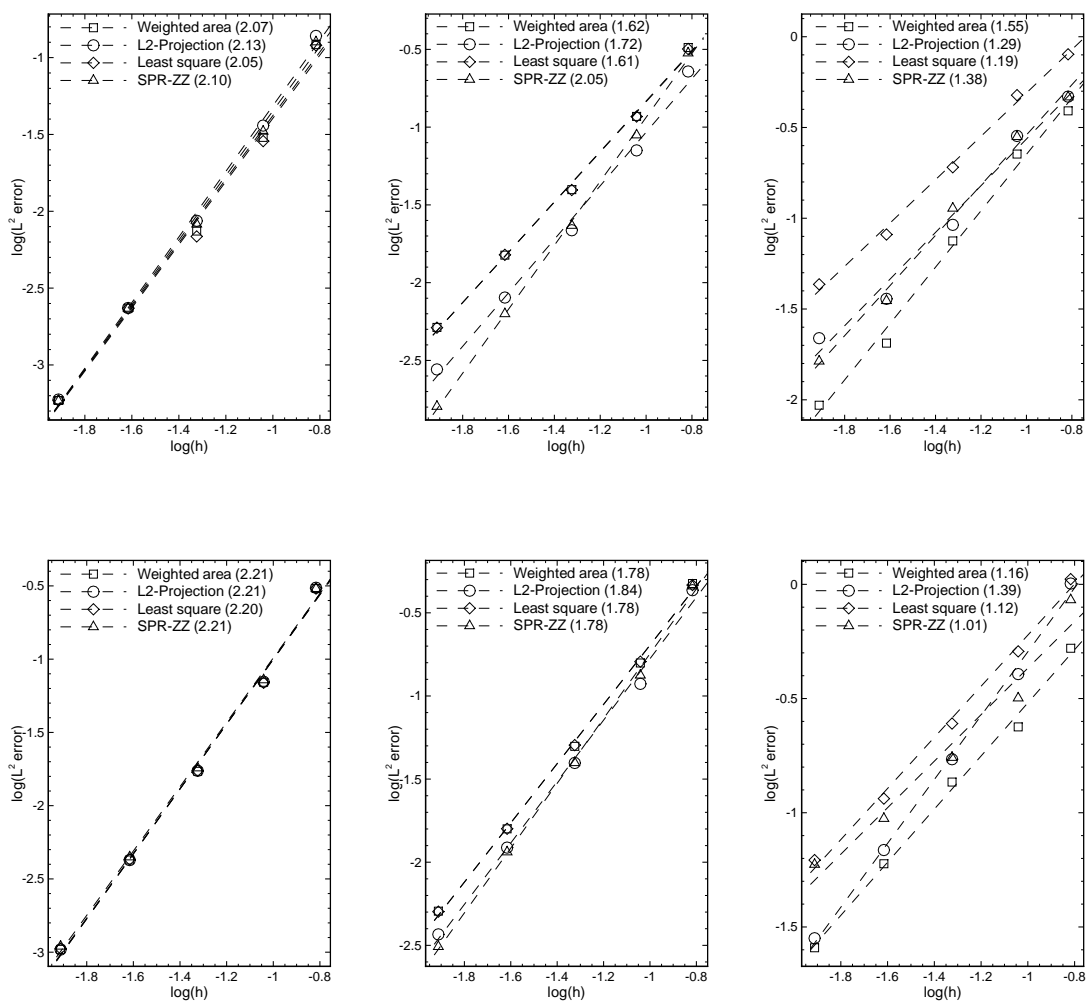 Weighted area (2.07)
L2-Projection (2.13)
Least square (2.05)
SPR-ZZ (2.10)
-1
-1.5
-2
-2.5
-3
log(L² error)
-1.8
-1.6
-1.4
-1.2
-1
-0.8
log(h)
Weighted area (1.62)
L2-Projection (1.72)
Least square (1.61)
SPR-ZZ (2.05)
-0.5
-1
-1.5
-2
-2.5
log(L² error)
-1.8
-1.6
-1.4
-1.2
-1
-0.8
log(h)
Weighted area (1.55)
L2-Projection (1.29)
Least square (1.19)
SPR-ZZ (1.38)
0
-0.5
-1
-1.5
-2
log(L² error)
-1.8
-1.6
-1.4
-1.2
-1
-0.8
log(h)
Weighted area (2.21)
L2-Projection (2.21)
Least square (2.20)
SPR-ZZ (2.21)
-0.5
-1
-1.5
-2
-2.5
-3
log(L² error)
-1.8
-1.6
-1.4
-1.2
-1
-0.8
log(h)
Weighted area (1.78)
L2-Projection (1.84)
Least square (1.78)
SPR-ZZ (1.78)
-0.5
-1
-1.5
-2
-2.5
log(L² error)
-1.8
-1.6
-1.4
-1.2
-1
-0.8
log(h)
Weighted area (1.16)
L2-Projection (1.39)
Least square (1.12)
SPR-ZZ (1.01)
0
-0.5
-1
-1.5
log(L² error)
-1.8
-1.6
-1.4
-1.2
-1
-0.8
log(h)